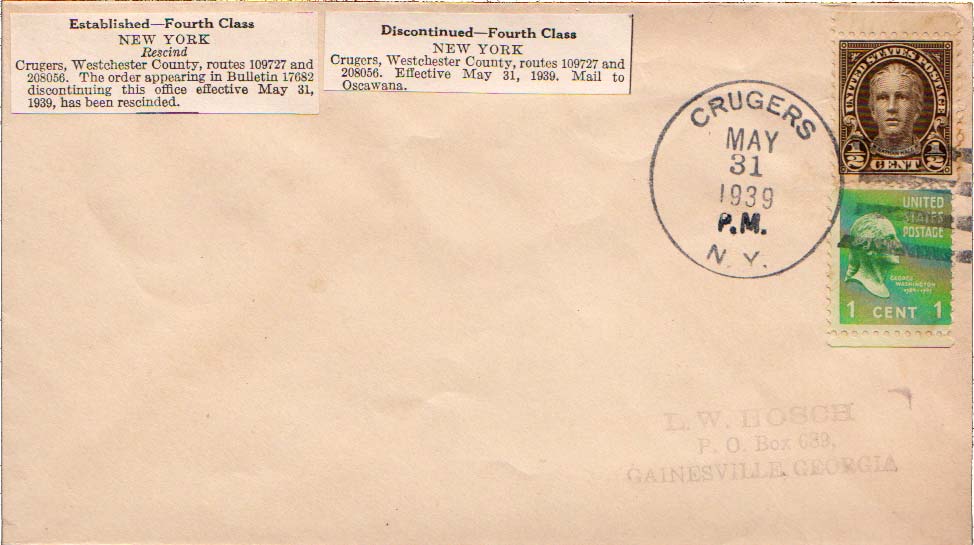 Established—Fourth Class
NEW YORK
Rescind
Crugers, Westchester County, routes 109727 and
208056. The order appearing in Bulletin 17682
discontinuing this office effective May 31,
1939, has been rescinded.
Discontinued—Fourth Class
NEW YORK
Crugers, Westchester County, routes 109727 and
208056. Effective May 31, 1939. Mail to
Oscawana.
CRUGERS
MAY
31
1939
P.M.
N. Y.
UNITED STATES POSTAGE
1/2 CENT 1/2
UNITED
STATES
POSTAGE
GEORGE
WASHINGTON
1 CENT 1
L. W. HOSCH
P. O. Box 639,
GAINESVILLE, GEORGIA